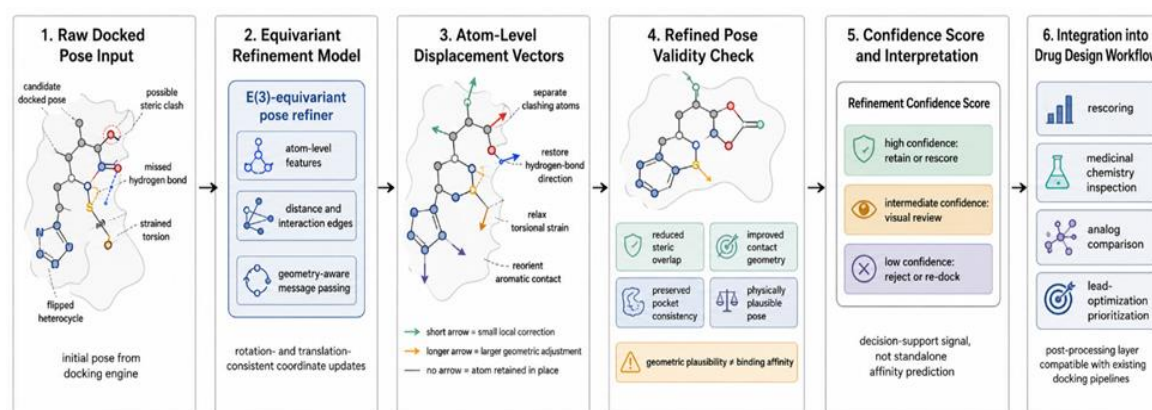 1. Raw Docked
Pose Input
candidate
docked pose
possible
steric clash
missed
hydrogen bond
strained
torsion
flipped
heterocycle
initial pose from
docking engine
2. Equivariant
Refinement Model
E(3)-equivariant
pose refiner
atom-level
features
distance and
interaction edges
geometry-aware
message passing
rotation- and translation-
consistent coordinate updates
3. Atom-Level
Displacement Vectors
separate
clashing atoms
restore
hydrogen-bond
direction
relax
torsional strain
reorient
aromatic contact
short arrow = small local correction
longer arrow = larger geometric adjustment
no arrow = atom retained in place
4. Refined Pose
Validity Check
reduced
steric
overlap
improved
contact
geometry
preserved
pocket
consistency
physically
plausible
pose
geometric plausibility ≠ binding affinity
5. Confidence Score
and Interpretation
Refinement Confidence Score
high confidence:
retain or rescore
intermediate confidence:
visual review
low confidence:
reject or re-dock
decision-support signal,
not standalone
affinity prediction
6. Integration into
Drug Design Workflow
rescoring
medicinal
chemistry
inspection
analog
comparison
lead-
optimization
prioritization
post-processing layer
compatible with existing
docking pipelines